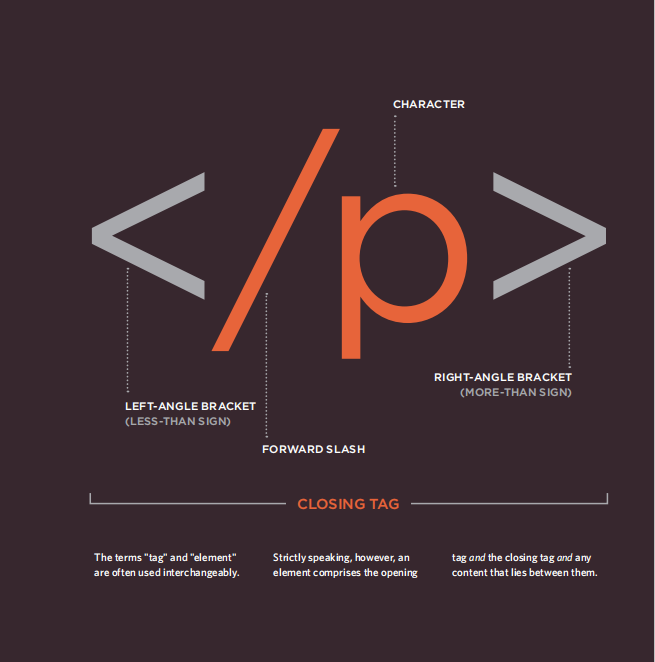 CHARACTER
</p>
RIGHT-ANGLE BRACKET
(MORE-THAN SIGN)
LEFT-ANGLE BRACKET
(LESS-THAN SIGN)
FORWARD SLASH
CLOSING TAG
The terms "tag" and "element"
are often used interchangeably.
Strictly speaking, however, an
element comprises the opening
tag and the closing tag and any
content that lies between them.